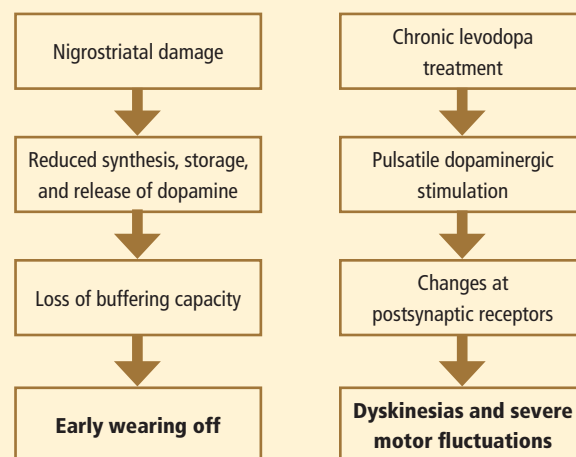 Nigrostriatal damage
Reduced synthesis, storage,
and release of dopamine
Loss of buffering capacity
Early wearing off
Chronic levodopa
treatment
Pulsatile dopaminergic
stimulation
Changes at
postsynaptic receptors
Dyskinesias and severe
motor fluctuations